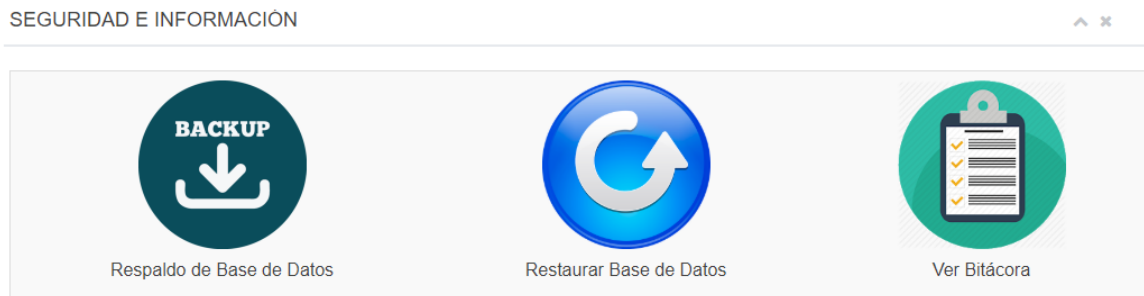 SEGURIDAD E INFORMACIÓN
BACKUP
Respaldo de Base de Datos
Restaurar Base de Datos
Ver Bitácora